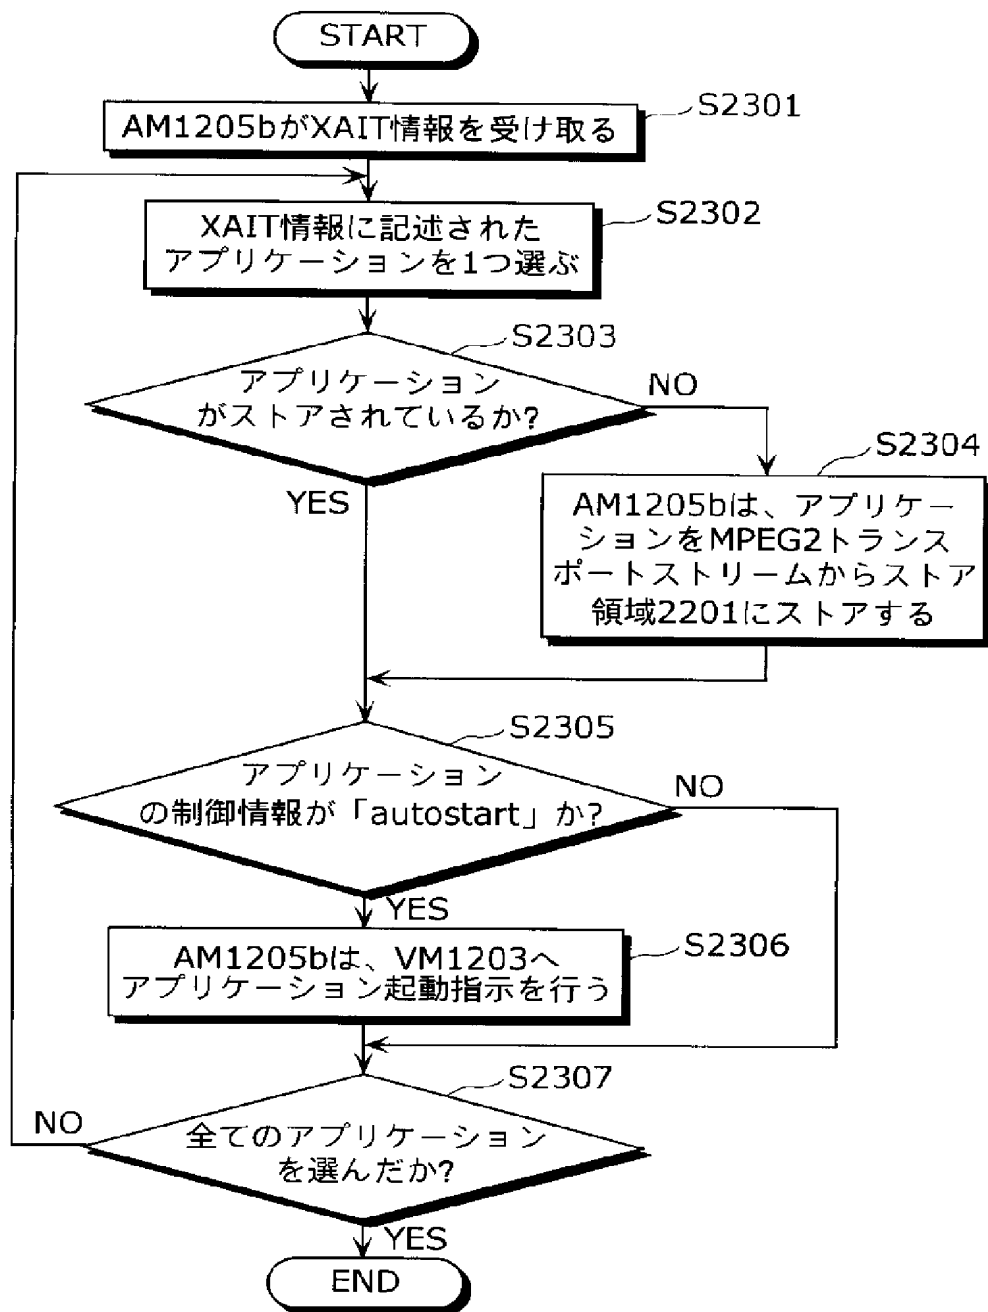 START
S2301
AM1205bがXAIT情報を受け取る
S2302
XAIT情報に記述された
アプリケーションを1つ選ぶ
S2303
アプリケーション
がストアされているか?
NO
YES
S2304
AM1205bは、アプリケー
ションをMPEG2トランス
ポートストリームからストア
領域2201にストアする
S2305
アプリケーション
の制御情報が「autostart」か?
NO
YES
S2306
AM1205bは、VM1203へ
アプリケーション起動指示を行う
S2307
全てのアプリケーション
を選んだか?
NO
YES
END